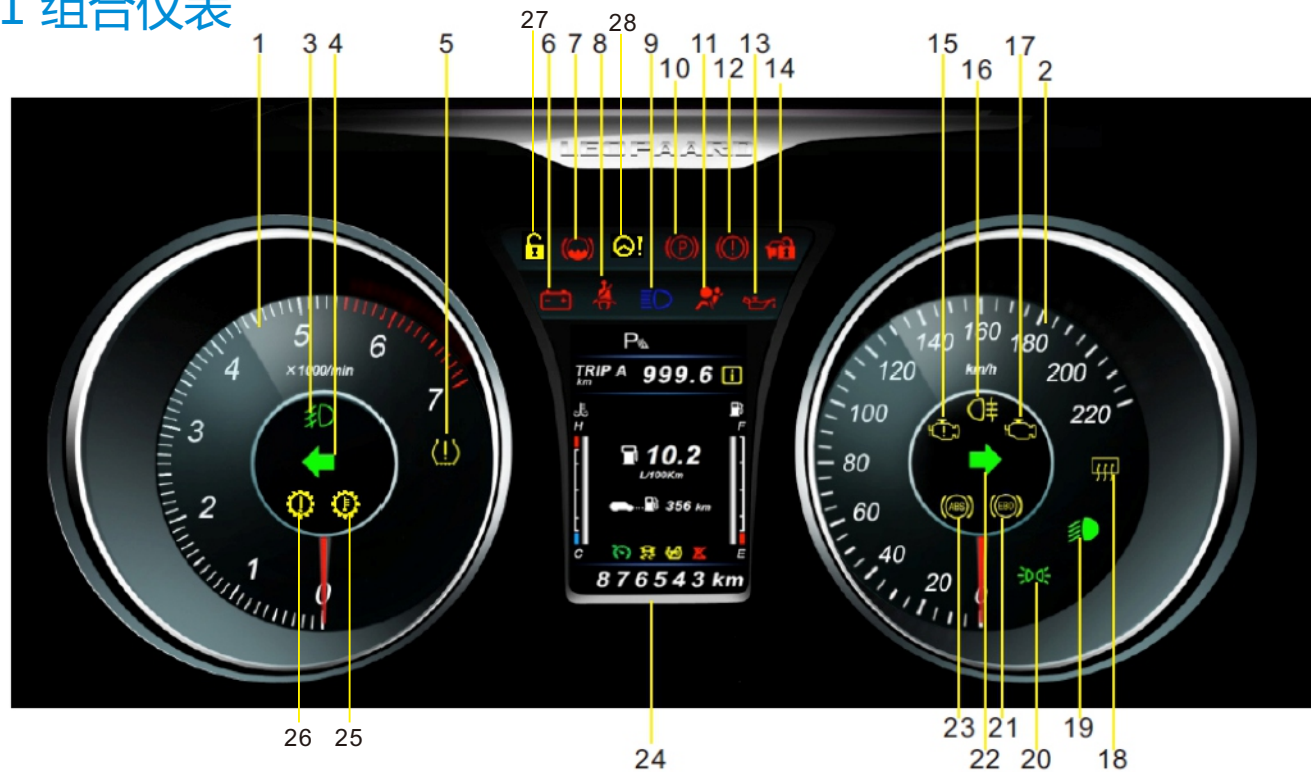 1 组合仪表
27 28
1 3 4 5 6 7 8 9 11 13 15 17
10 12 14 16 2
LEOPAARD
5
4 6
×1000/min
7
3
2
1
0
P
TRIP A 999.6 i
km
H F
10.2
L/100Km
356 km
C E
876543 km
160
140 180
120 km/h 200
100 220
80
ABS EBD
60
40
20
0
26 25
24
23 21 19
22 20 18